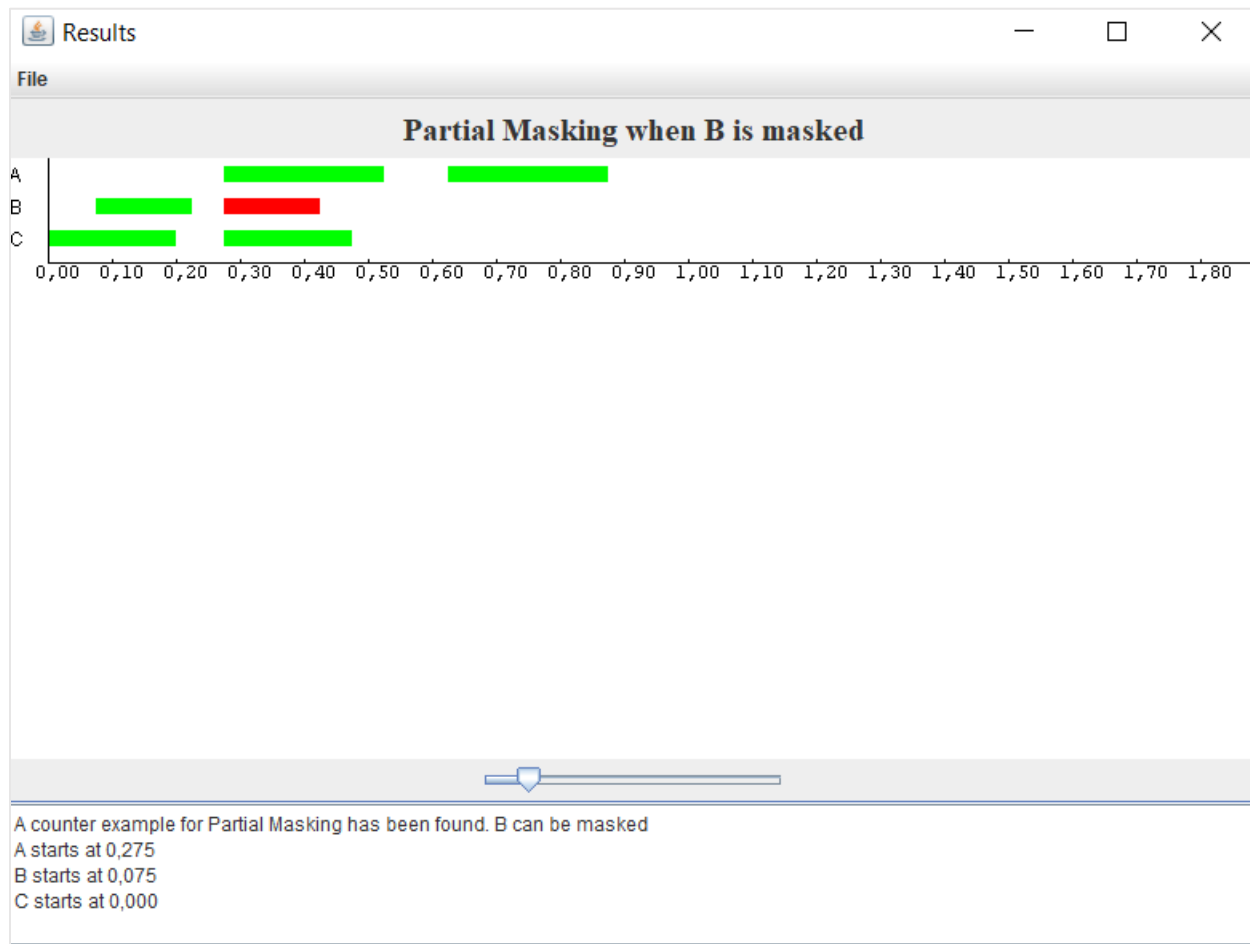 Results
File
Partial Masking when B is masked
A
B
C
0,00 0,10 0,20 0,30 0,40 0,50 0,60 0,70 0,80 0,90 1,00 1,10 1,20 1,30 1,40 1,50 1,60 1,70 1,80
A counter example for Partial Masking has been found. B can be masked
A starts at 0,275
B starts at 0,075
C starts at 0,000